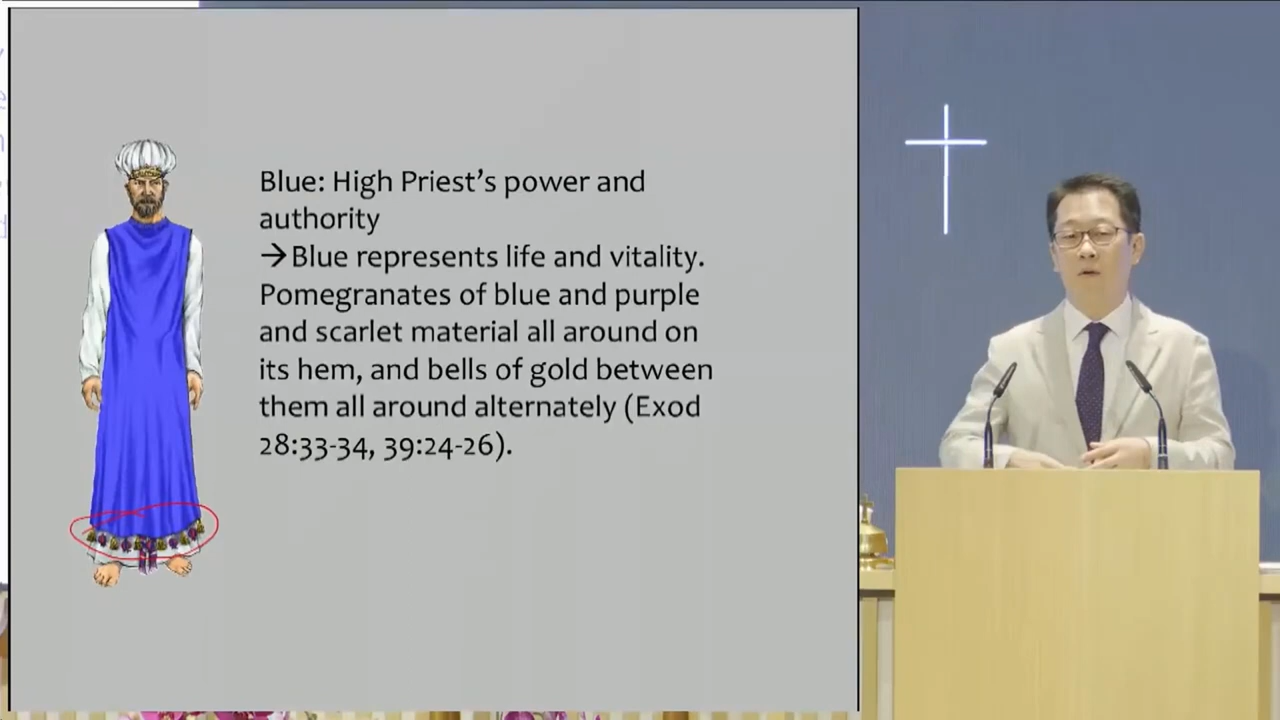 Blue: High Priest's power and
authority
→Blue represents life and vitality.
Pomegranates of blue and purple
and scarlet material all around on
its hem, and bells of gold between
them all around alternately (Exod
28:33-34, 39:24-26).